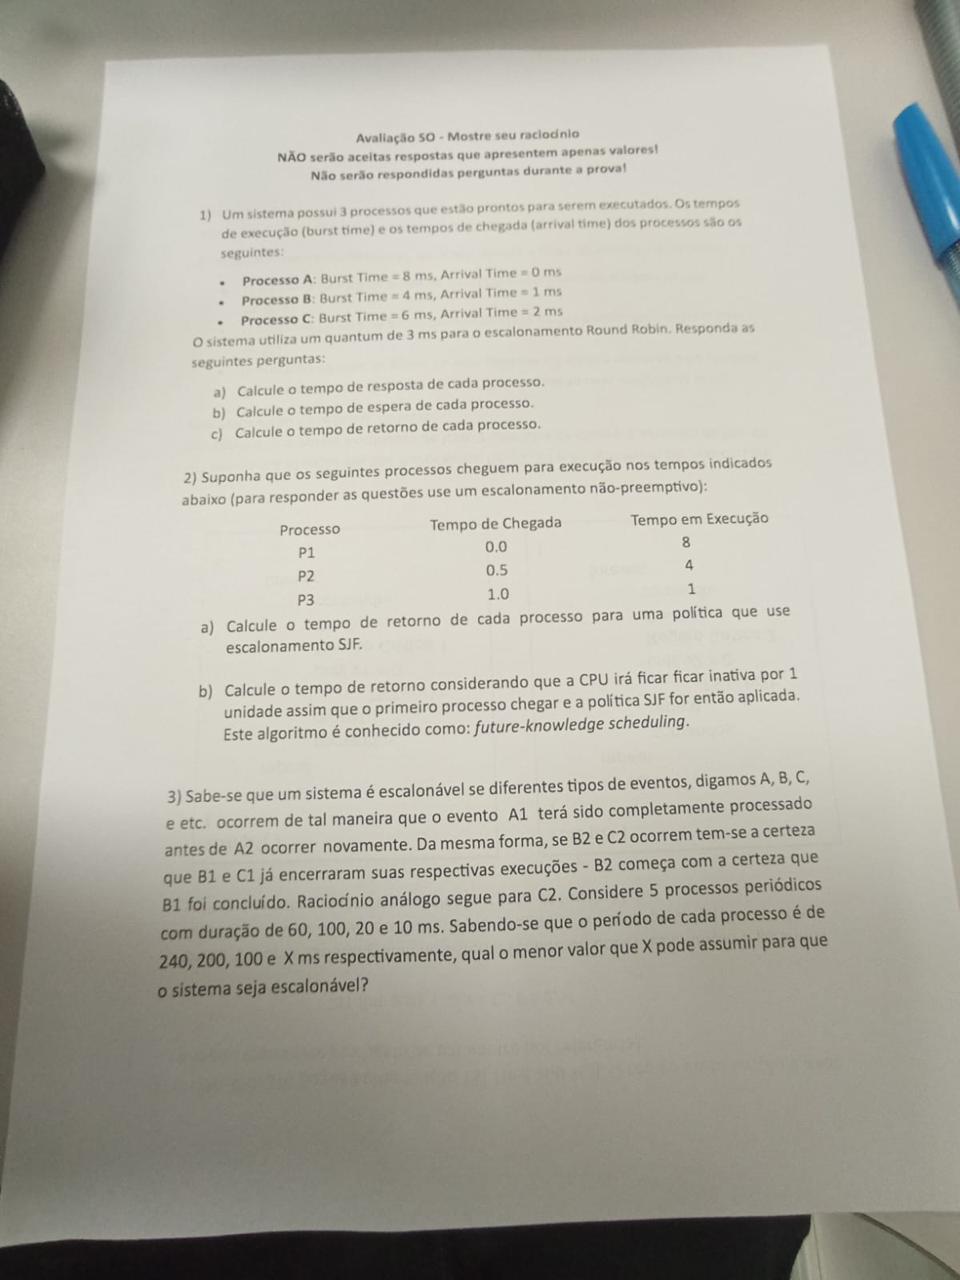 Avaliação SO - Mostre seu raciocínio
NÃO serão aceitas respostas que apresentem apenas valores!
Não serão respondidas perguntas durante a prova!
1) Um sistema possui 3 processos que estão prontos para serem executados. Os tempos
de execução (burst time) e os tempos de chegada (arrival time) dos processos são os
seguintes:
• Processo A: Burst Time = 8 ms, Arrival Time = 0 ms
• Processo B: Burst Time = 4 ms, Arrival Time = 1 ms
• Processo C: Burst Time = 6 ms, Arrival Time = 2 ms
O sistema utiliza um quantum de 3 ms para o escalonamento Round Robin. Responda as
seguintes perguntas:
a) Calcule o tempo de resposta de cada processo.
b) Calcule o tempo de espera de cada processo.
c) Calcule o tempo de retorno de cada processo.
2) Suponha que os seguintes processos cheguem para execução nos tempos indicados
abaixo (para responder as questões use um escalonamento não-preemptivo):
Processo Tempo de Chegada Tempo em Execução
P1 0.0 8
P2 0.5 4
P3 1.0 1
a) Calcule o tempo de retorno de cada processo para uma política que use
escalonamento SJF.
b) Calcule o tempo de retorno considerando que a CPU irá ficar ficar inativa por 1
unidade assim que o primeiro processo chegar e a política SJF for então aplicada.
Este algoritmo é conhecido como: future-knowledge scheduling.
3) Sabe-se que um sistema é escalonável se diferentes tipos de eventos, digamos A, B, C,
e etc. ocorrem de tal maneira que o evento A1 terá sido completamente processado
antes de A2 ocorrer novamente. Da mesma forma, se B2 e C2 ocorrem tem-se a certeza
que B1 e C1 já encerraram suas respectivas execuções - B2 começa com a certeza que
B1 foi concluído. Raciocínio análogo segue para C2. Considere 5 processos periódicos
com duração de 60, 100, 20 e 10 ms. Sabendo-se que o período de cada processo é de
240, 200, 100 e X ms respectivamente, qual o menor valor que X pode assumir para que
o sistema seja escalonável?